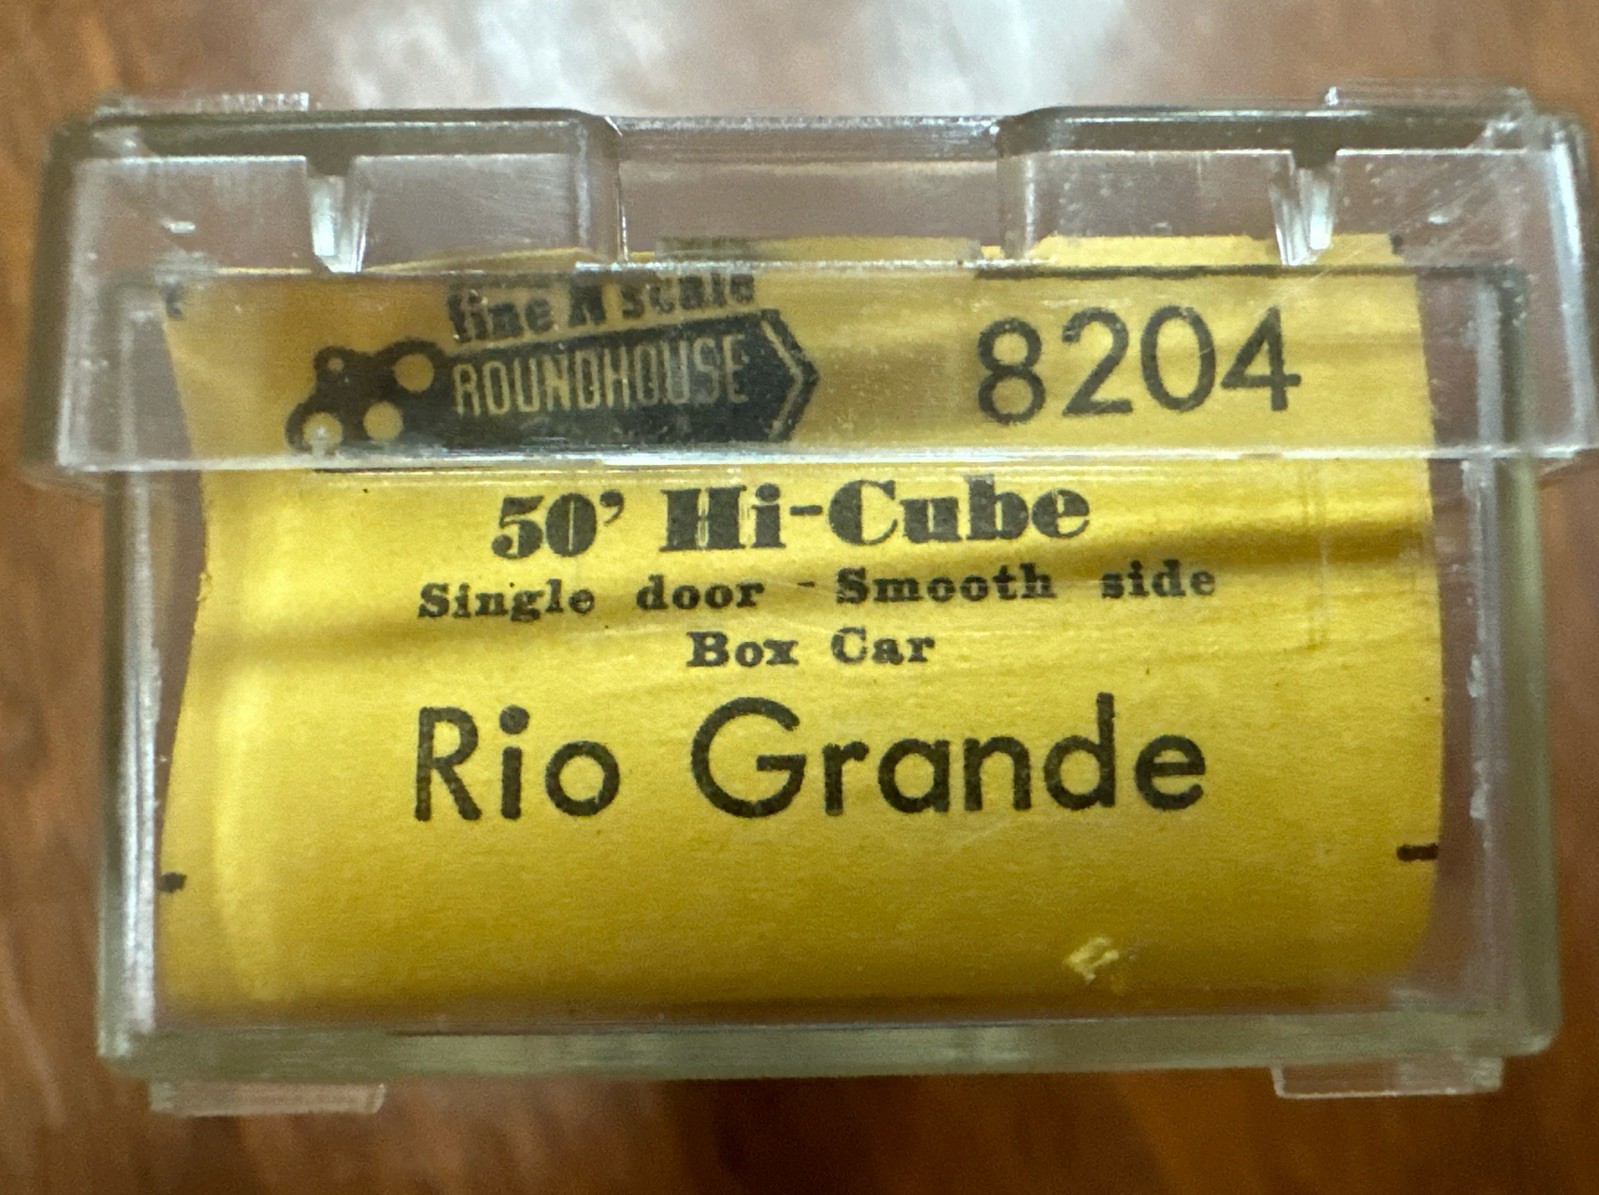 fine N scale
ROUNDHOUSE 8204
50’ Hi-Cube
Single door - Smooth side
Box Car
Rio Grande